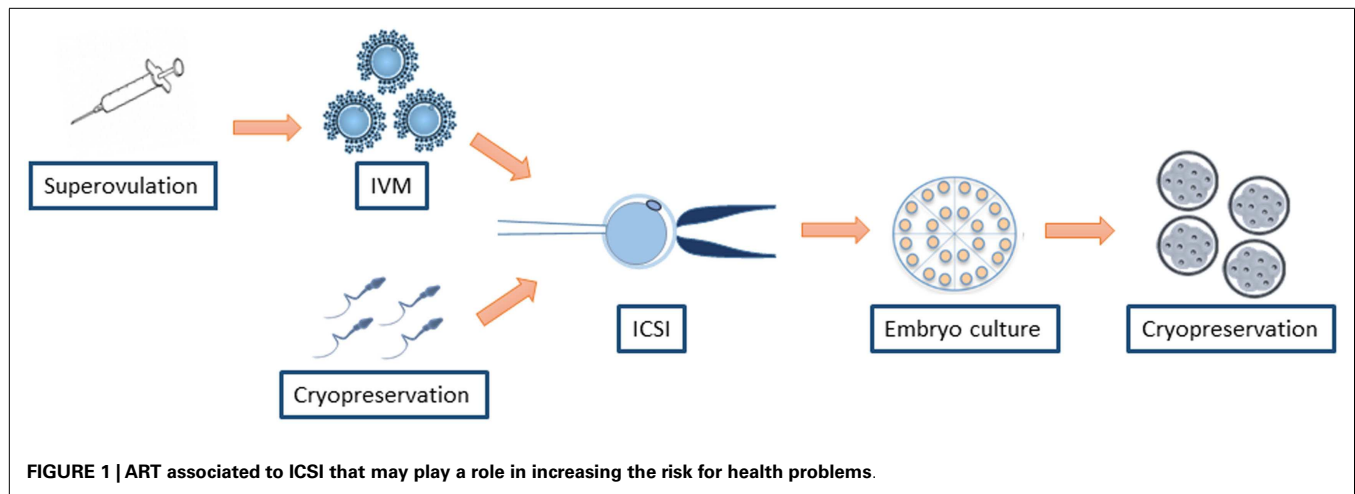 Superovulation
IVM
Cryopreservation
ICSI
Embryo culture
Cryopreservation
FIGURE 1 | ART associated to ICSI that may play a role in increasing the risk for health problems.